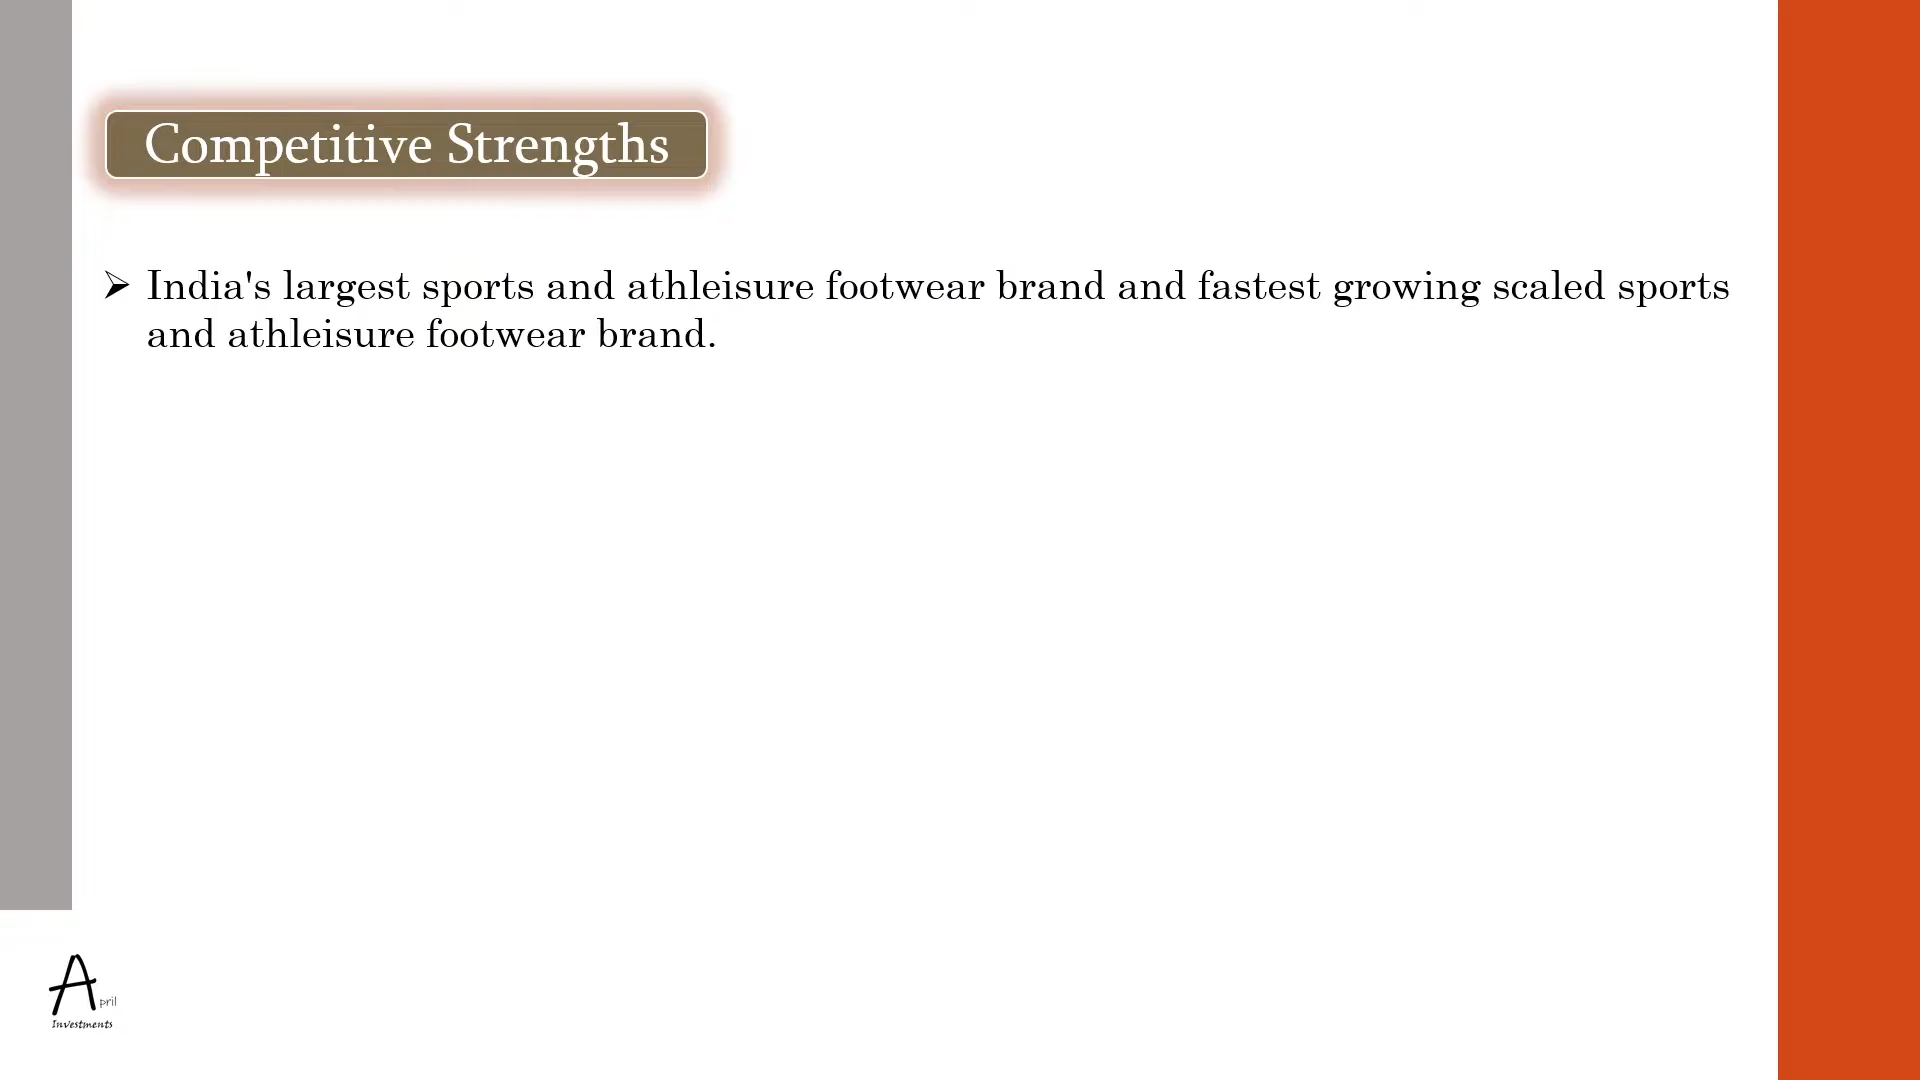 Competitive Strengths
➢ India's largest sports and athleisure footwear brand and fastest growing scaled sports
and athleisure footwear brand.
April
Investments